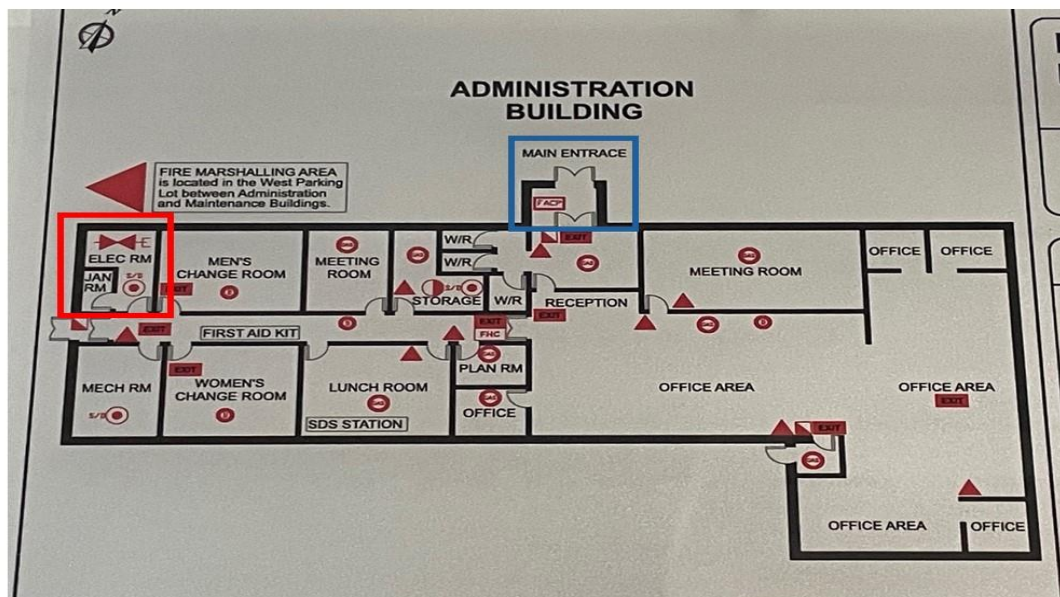 N
ADMINISTRATION
BUILDING
MAIN ENTRACE
FIRE MARSHALLING AREA
is located in the West Parking
Lot between Administration
and Maintenance Buildings.
FACP
E
ELEC RM
JAN
RM
S/D
MEN'S
CHANGE ROOM
EXIT
MEETING
ROOM
W/R
W/R
S/D
STORAGE
W/R
EXIT
RECEPTION
MEETING ROOM
OFFICE
OFFICE
EXIT
FIRST AID KIT
EXIT
FHC
EXIT
MECH RM
S/D
EXIT
WOMEN'S
CHANGE ROOM
LUNCH ROOM
SDS STATION
PLAN RM
OFFICE
OFFICE AREA
OFFICE AREA
EXIT
EXIT
OFFICE AREA
OFFICE